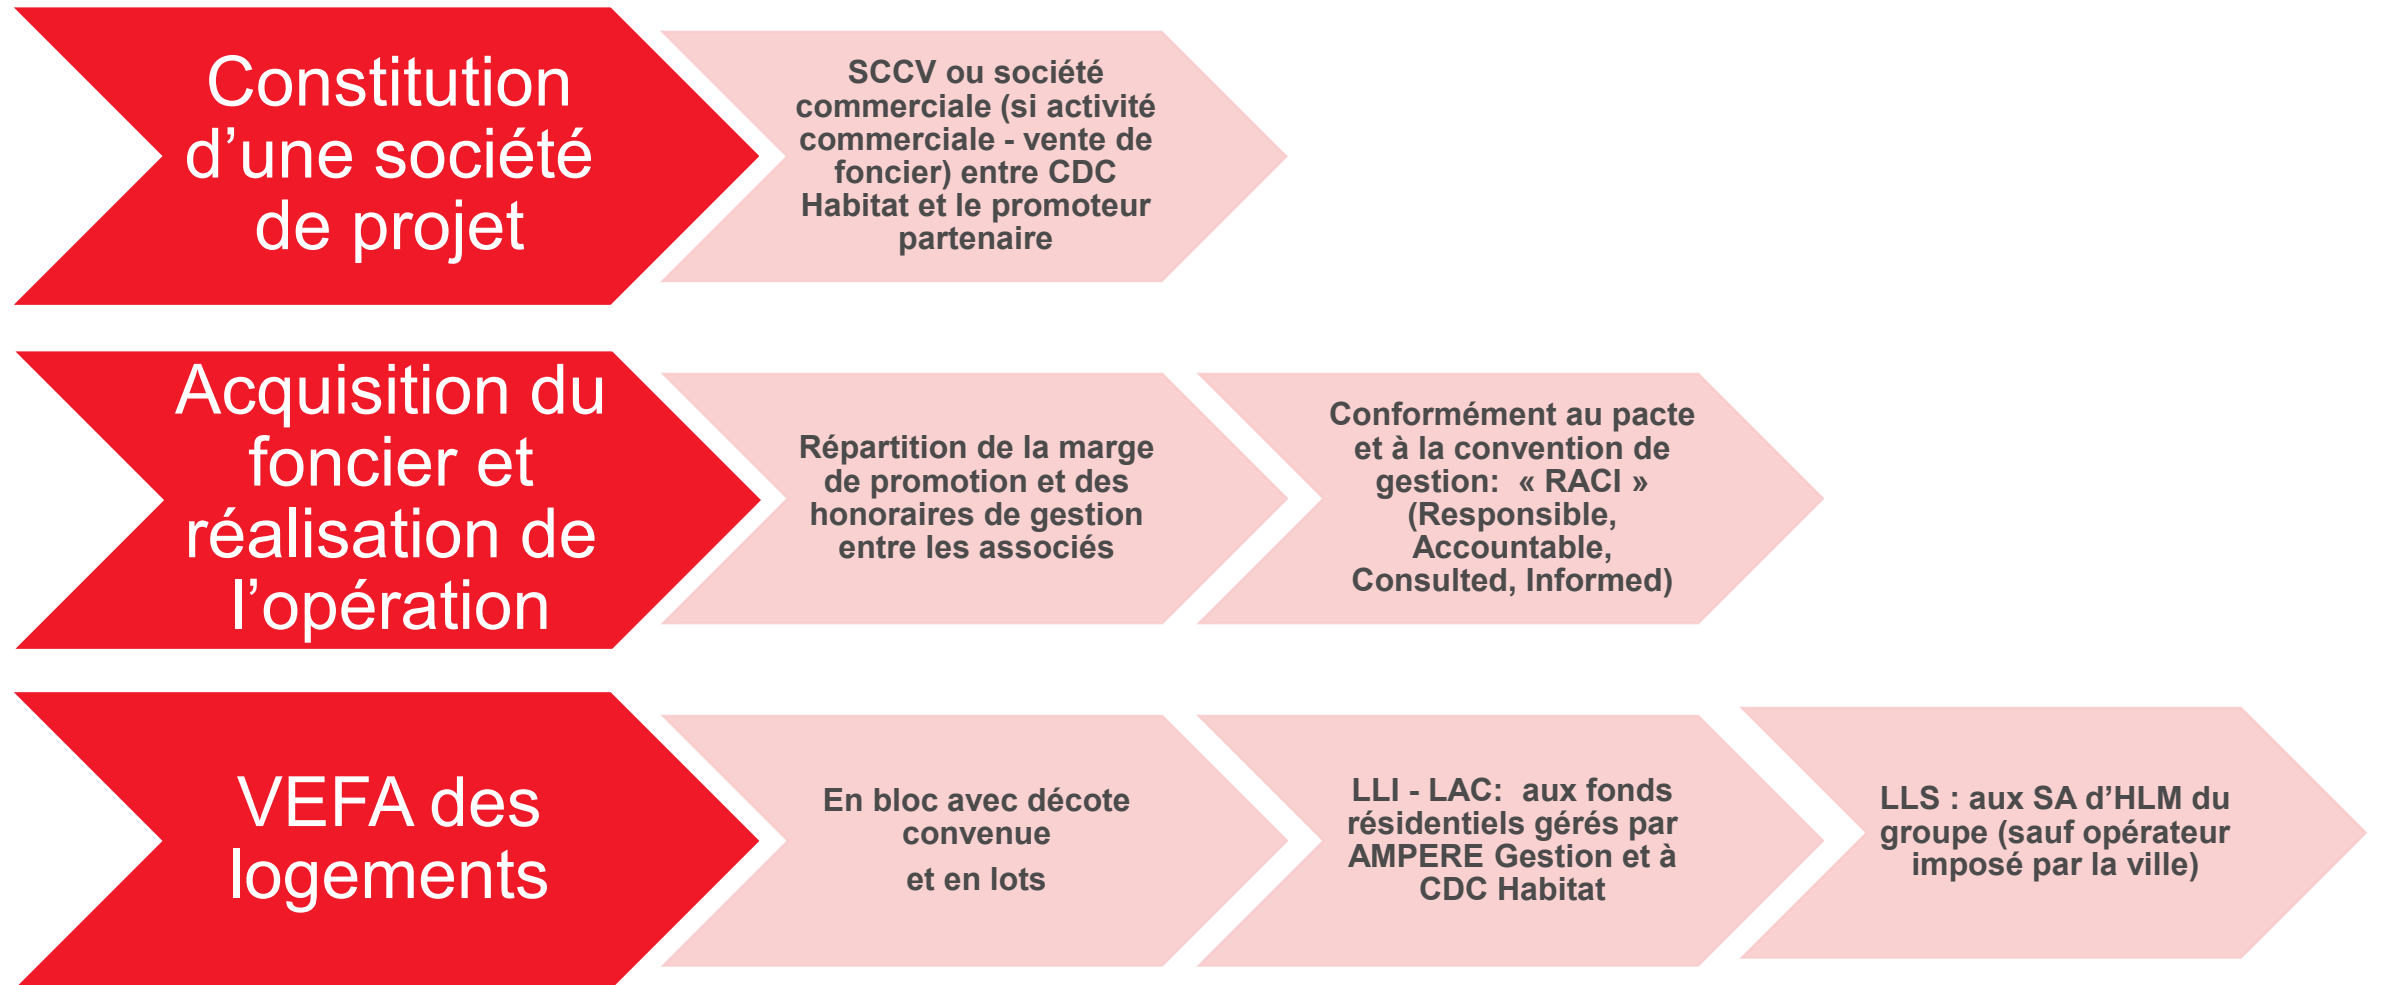 Constitution
d’une société
de projet
SCCV ou société
commerciale (si activité
commerciale - vente de
foncier) entre CDC
Habitat et le promoteur
partenaire
Acquisition du
foncier et
réalisation de
l’opération
Répartition de la marge
de promotion et des
honoraires de gestion
entre les associés
Conformément au pacte
et à la convention de
gestion:  « RACI »
(Responsible,
Accountable,
Consulted, Informed)
VEFA des
logements
En bloc avec décote
convenue
et en lots
LLI - LAC:  aux fonds
résidentiels gérés par
AMPERE Gestion et à
CDC Habitat
LLS : aux SA d’HLM du
groupe (sauf opérateur
imposé par la ville)